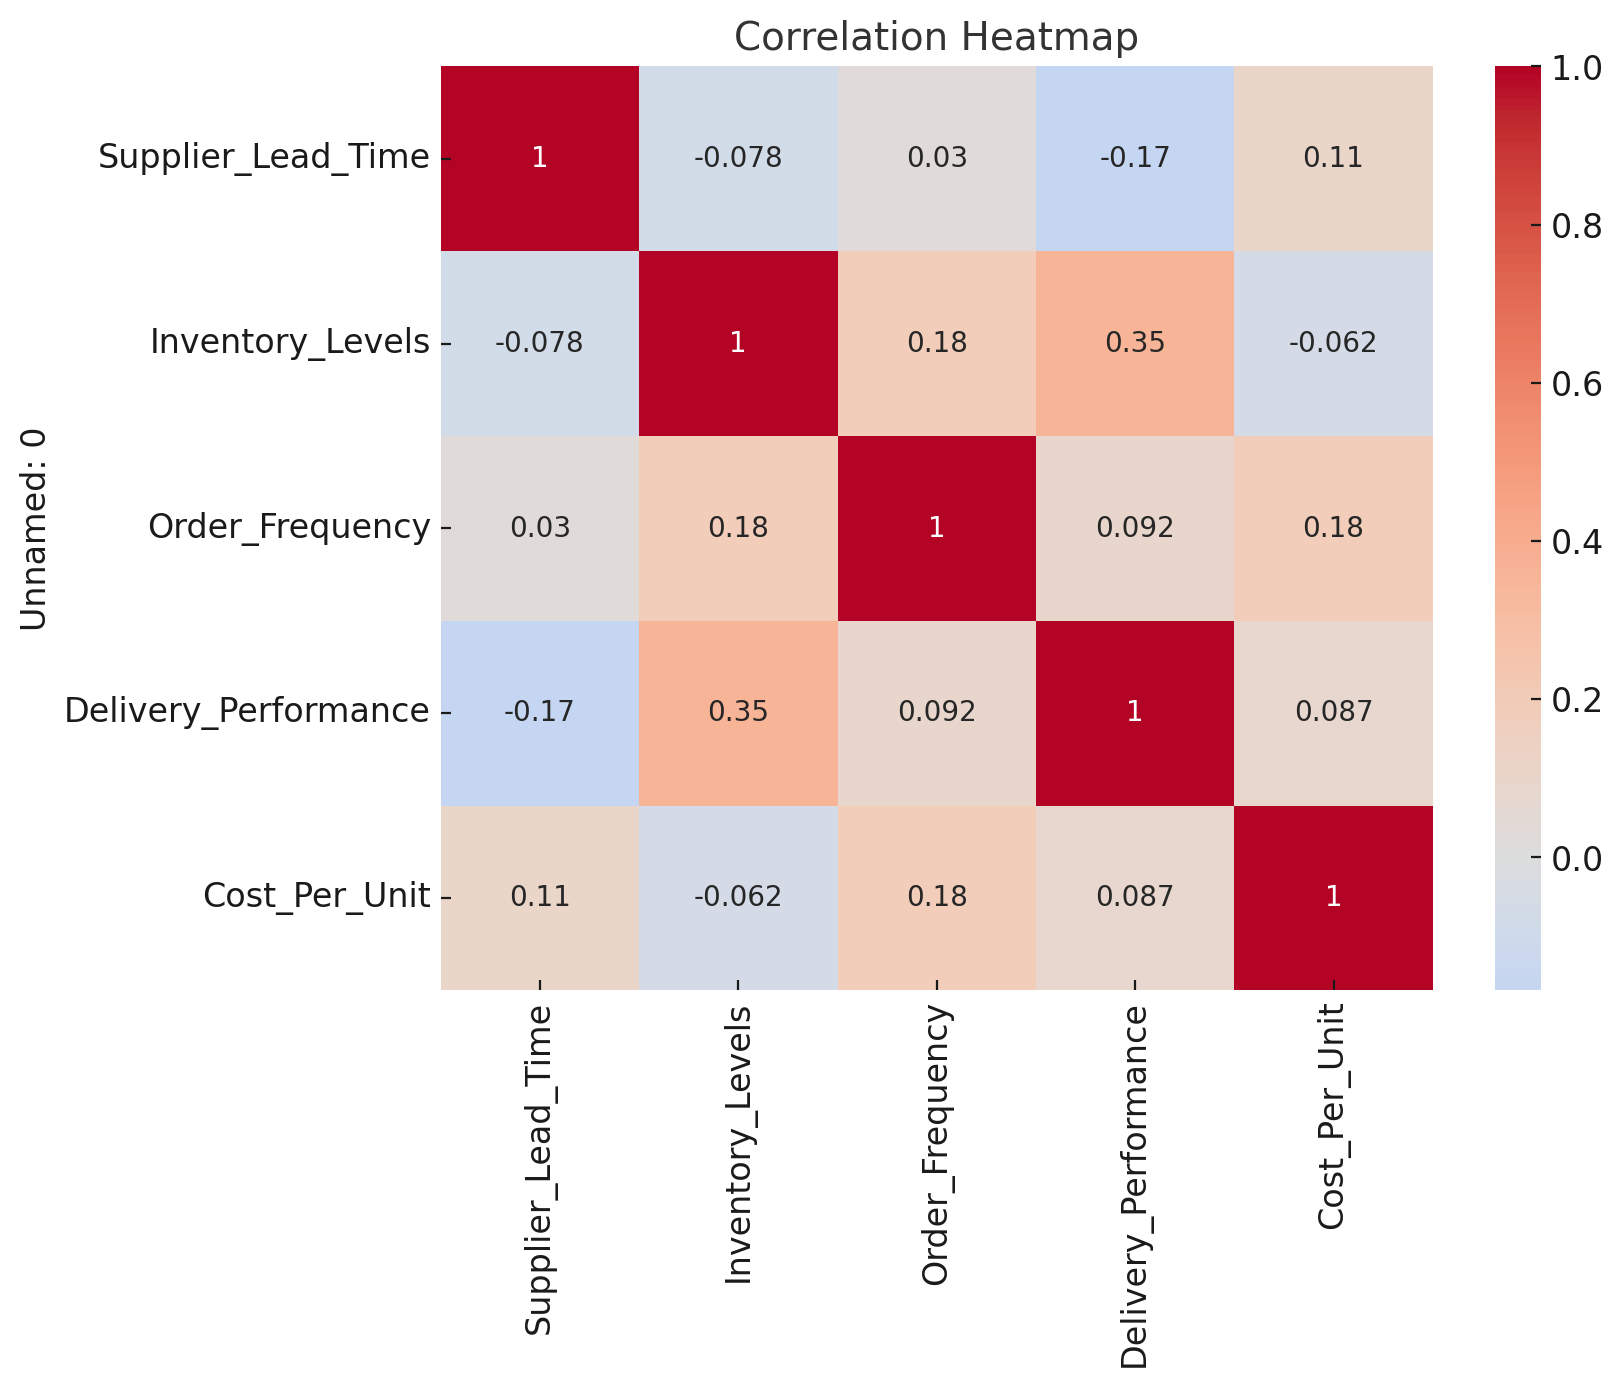 Correlation Heatmap
Unnamed: 0
Supplier_Lead_Time 1 -0.078 0.03 -0.17 0.11
Inventory_Levels -0.078 1 0.18 0.35 -0.062
Order_Frequency 0.03 0.18 1 0.092 0.18
Delivery_Performance -0.17 0.35 0.092 1 0.087
Cost_Per_Unit 0.11 -0.062 0.18 0.087 1
Supplier_Lead_Time
Inventory_Levels
Order_Frequency
Delivery_Performance
Cost_Per_Unit
1.0
0.8
0.6
0.4
0.2
0.0